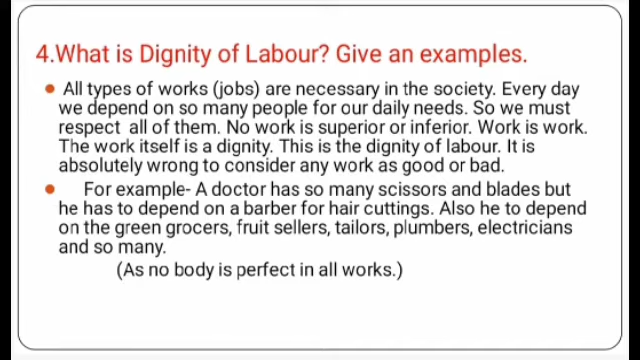 4.What is Dignity of Labour? Give an examples.
• All types of works (jobs) are necessary in the society. Every day
we depend on so many people for our daily needs. So we must
respect all of them. No work is superior or inferior. Work is work.
The work itself is a dignity. This is the dignity of labour. It is
absolutely wrong to consider any work as good or bad.
• For example- A doctor has so many scissors and blades but
he has to depend on a barber for hair cuttings. Also he to depend
on the green grocers, fruit sellers, tailors, plumbers, electricians
and so many.
(As no body is perfect in all works.)